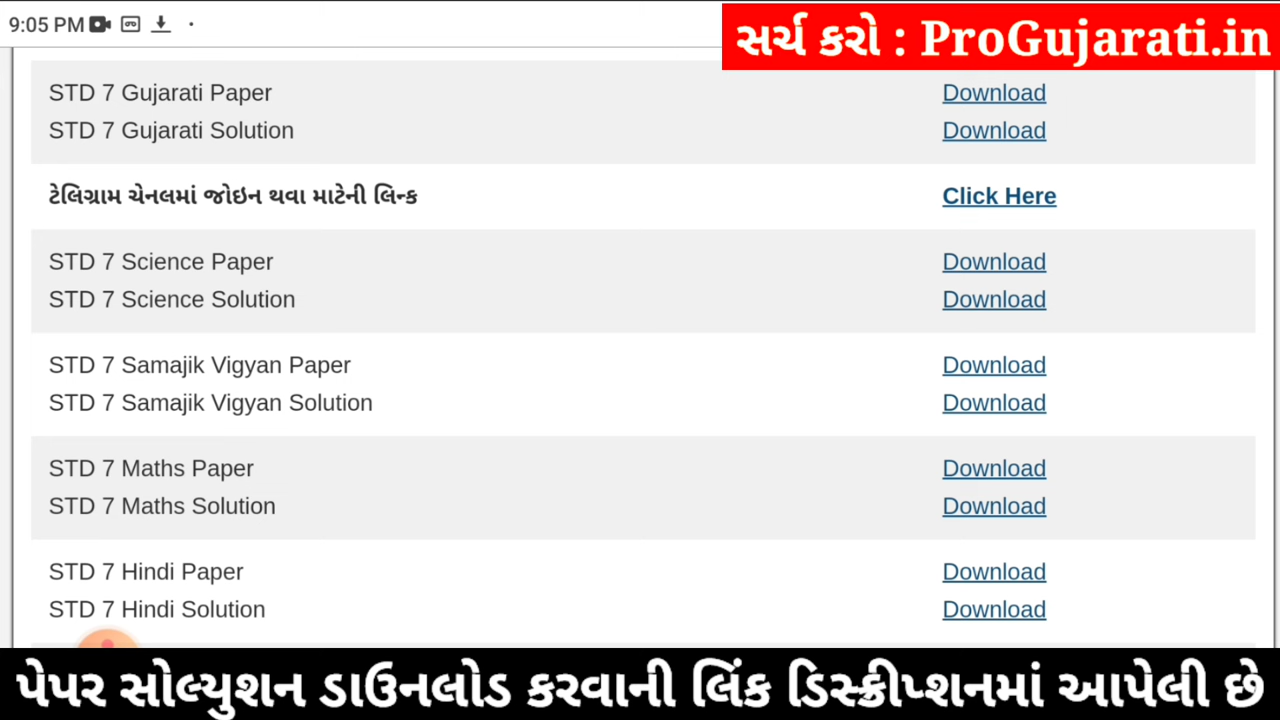 9:05 PM
સર્ચ કરો : ProGujarati.in
STD 7 Gujarati Paper Download
STD 7 Gujarati Solution Download
ટેલિગ્રામ ચેનલમાં જોઇન થવા માટેની લિન્ક Click Here
STD 7 Science Paper Download
STD 7 Science Solution Download
STD 7 Samajik Vigyan Paper Download
STD 7 Samajik Vigyan Solution Download
STD 7 Maths Paper Download
STD 7 Maths Solution Download
STD 7 Hindi Paper Download
STD 7 Hindi Solution Download
પેપર સોલ્યુશન ડાઉનલોડ કરવાની લિંક ડિસ્ક્રીપ્શનમાં આપેલી છે